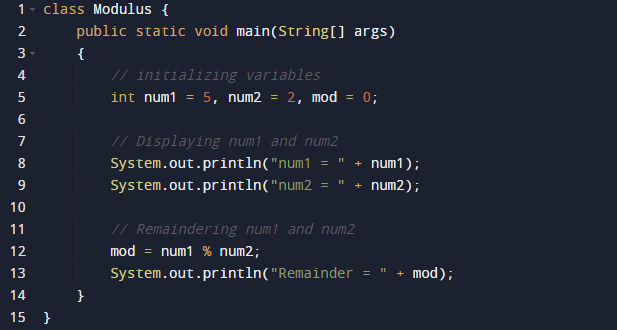 1 class Modulus {
2 public static void main(String[] args)
3 {
4 // initializing variables
5 int num1 = 5, num2 = 2, mod = 0;
6
7 // Displaying num1 and num2
8 System.out.println("num1 = " + num1);
9 System.out.println("num2 = " + num2);
10
11 // Remaindering num1 and num2
12 mod = num1 % num2;
13 System.out.println("Remainder = " + mod);
14 }
15 }